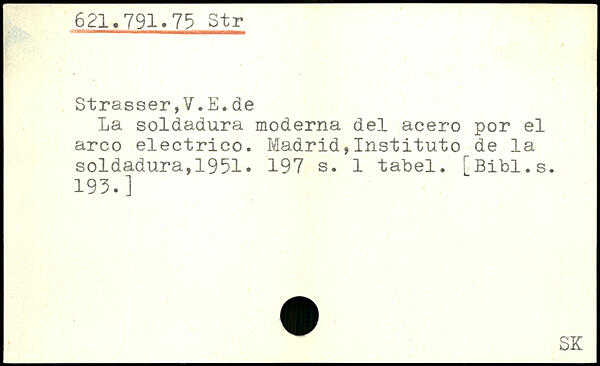 621.791.75 Str
Strasser,V.E.de
La soldadura moderna del acero por el
arco electrico. Madrid,Instituto de la
soldadura,1951. 197 s. 1 tabel. [Bibl.s.
193.]
SK